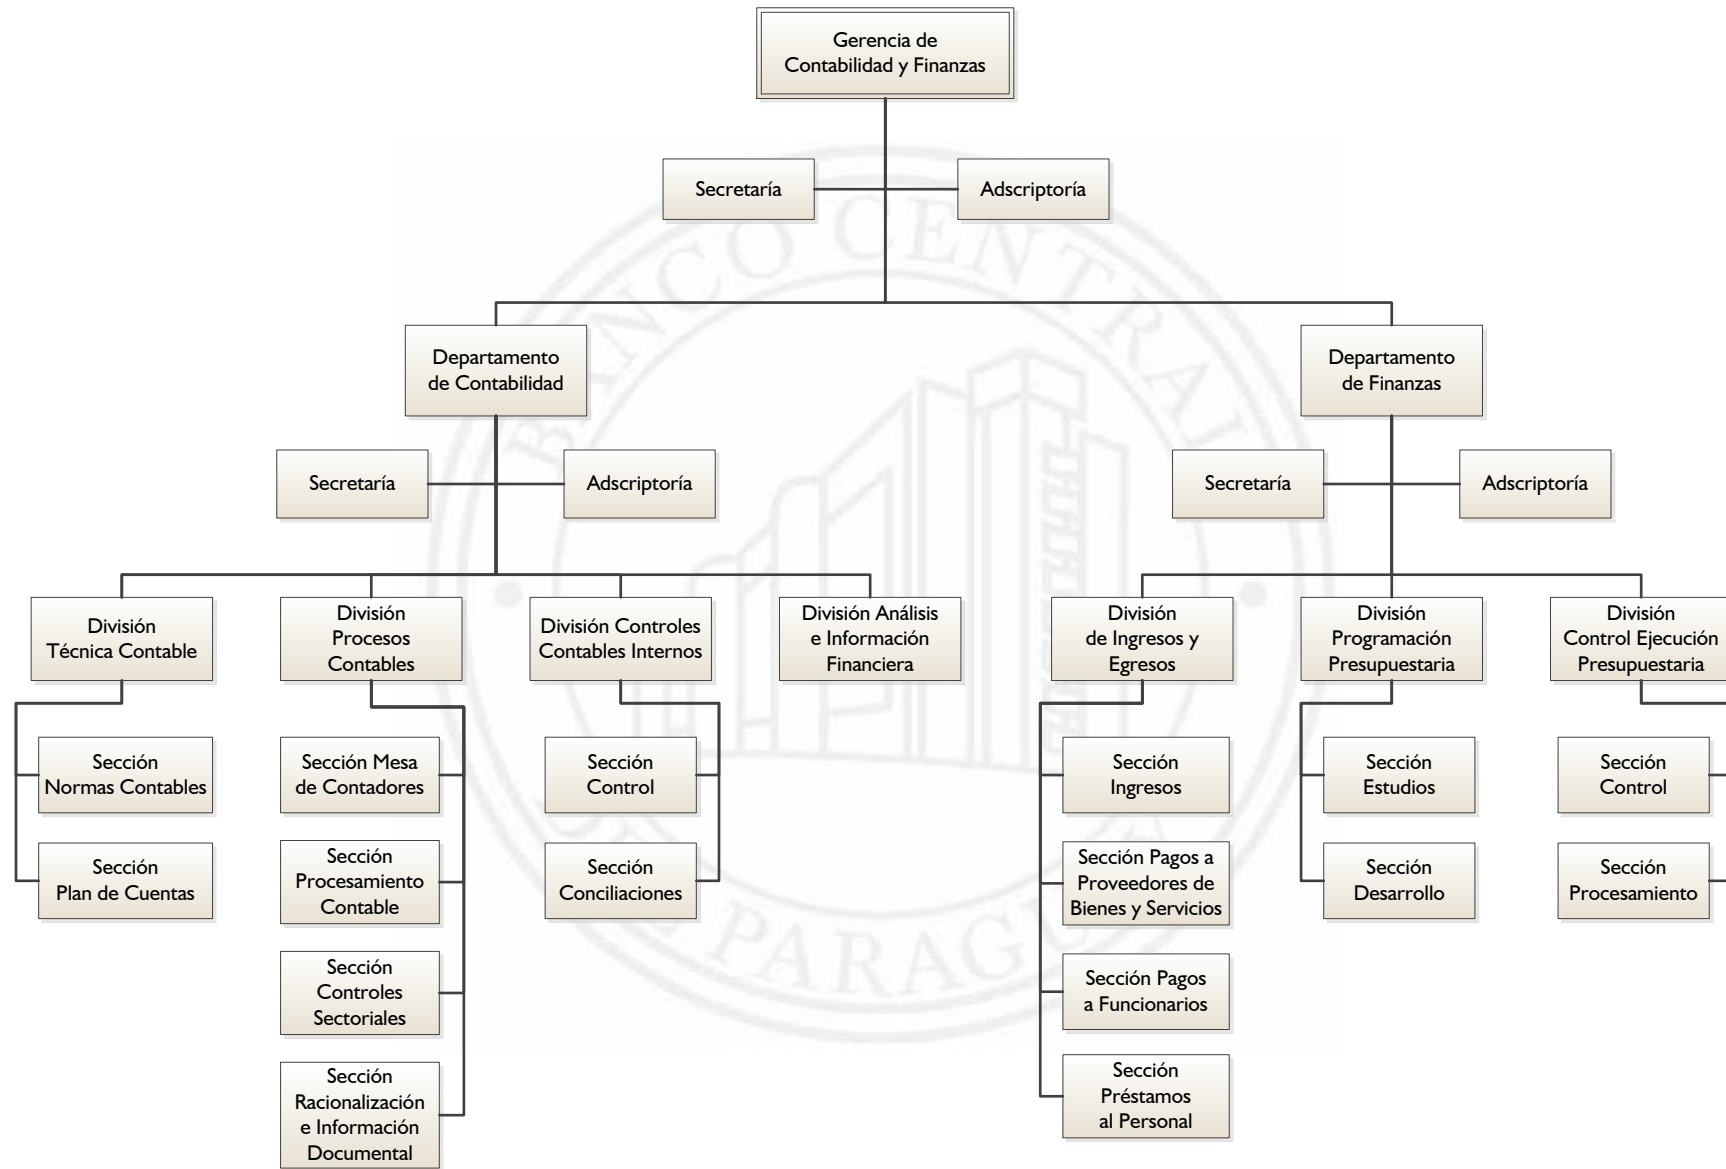 Gerencia de
Contabilidad y Finanzas
Secretaría
Adscriptoría
BANCO CENTRAL
DE PARAGUAY
Departamento
de Contabilidad
Departamento
de Finanzas
Secretaría
Adscriptoría
Secretaría
Adscriptoría
División
Técnica Contable
División
Procesos
Contables
División Controles
Contables Internos
División Análisis
e Información
Financiera
División
de Ingresos y
Egresos
División
Programación
Presupuestaria
División
Control Ejecución
Presupuestaria
Sección
Normas Contables
Sección Mesa
de Contadores
Sección
Control
Sección
Ingresos
Sección
Estudios
Sección
Control
Sección
Plan de Cuentas
Sección
Procesamiento
Contable
Sección
Conciliaciones
Sección Pagos a
Proveedores de
Bienes y Servicios
Sección
Desarrollo
Sección
Procesamiento
Sección
Controles
Sectoriales
Sección Pagos
a Funcionarios
Sección
Racionalización
e Información
Documental
Sección
Préstamos
al Personal